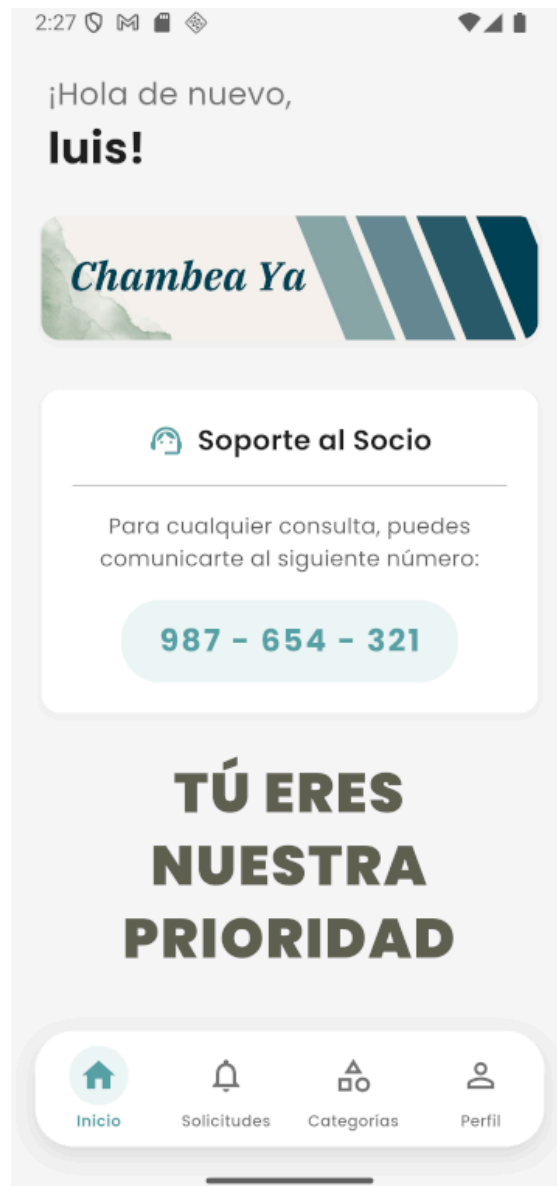 2:27
¡Hola de nuevo,
luis!
Chambea Ya
Soporte al Socio
Para cualquier consulta, puedes
comunicarte al siguiente número:
987 - 654 - 321
TÚ ERES
NUESTRA
PRIORIDAD
Inicio Solicitudes Categorías Perfil